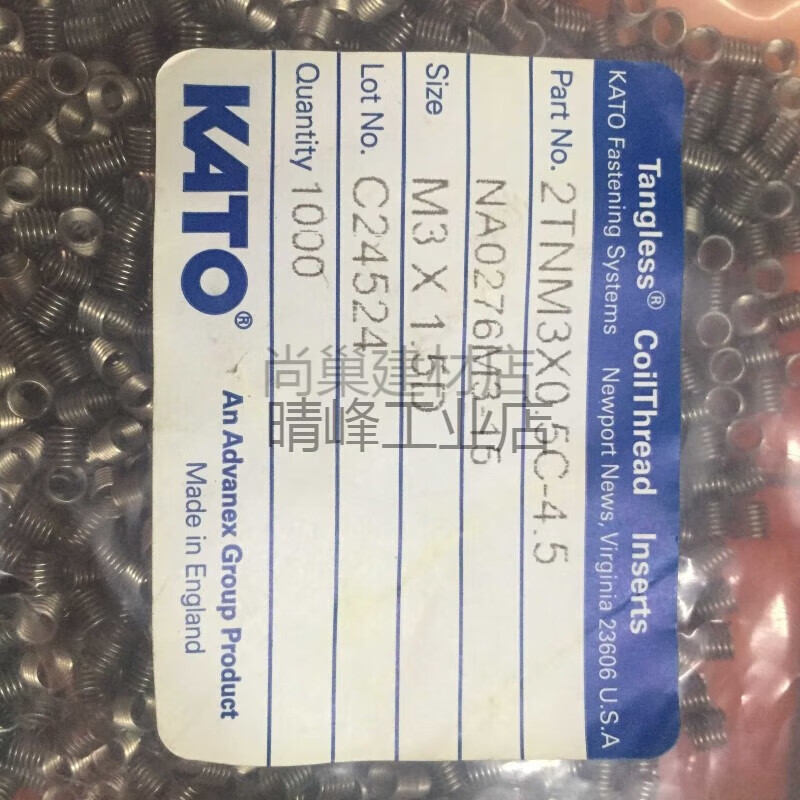 Tangless® CoilThread Inserts
KATO Fastening Systems Newport News, Virginia 23606 U.S.A
Part No. 2TNM3X0.5C-4.5
NA0276M3-15
Size M3 X 1.5D
Lot No. C24524
Quantity 1000
KATO®
An Advanex Group Product
Made in England
尚巢建材店
晴峰工业店